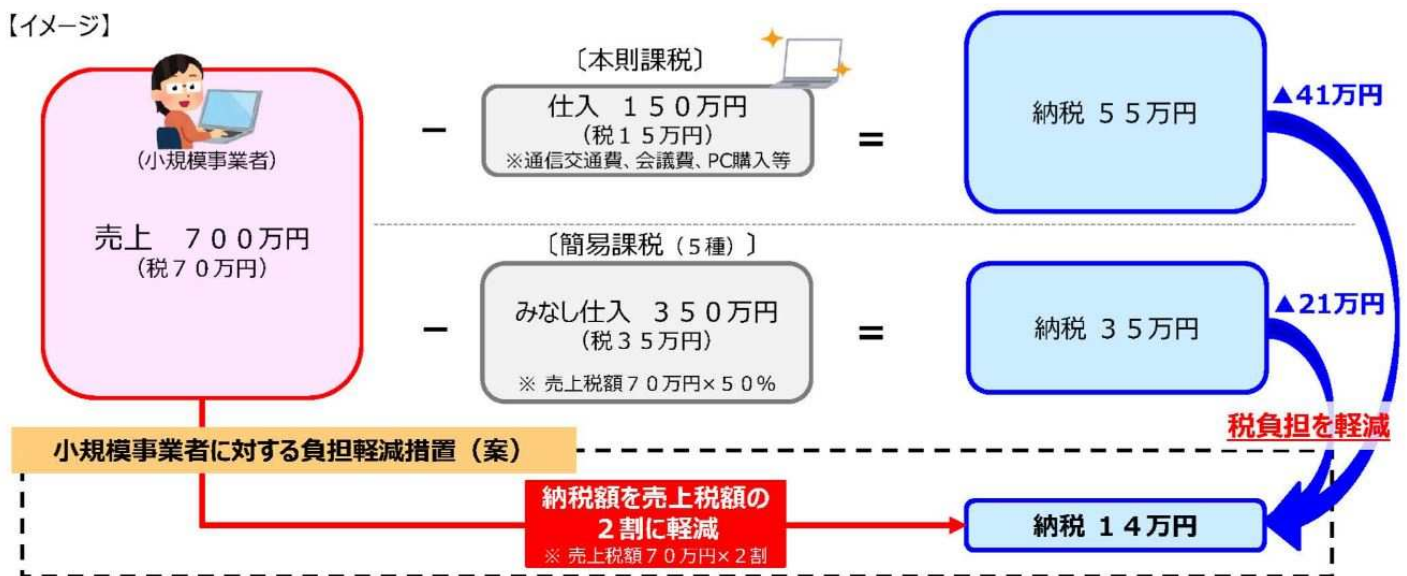 【イメージ】
(小規模事業者)
売上 ７００万円
(税７０万円)
－
〔本則課税〕
仕入 １５０万円
(税１５万円)
※通信交通費、会議費、PC購入等
＝
納税 ５５万円
▲41万円
－
〔簡易課税（５種）〕
みなし仕入 ３５０万円
(税３５万円)
※ 売上税額７０万円×５０％
＝
納税 ３５万円
▲21万円
税負担を軽減
小規模事業者に対する負担軽減措置（案）
納税額を売上税額の
２割に軽減
※ 売上税額７０万円×２割
納税 １４万円